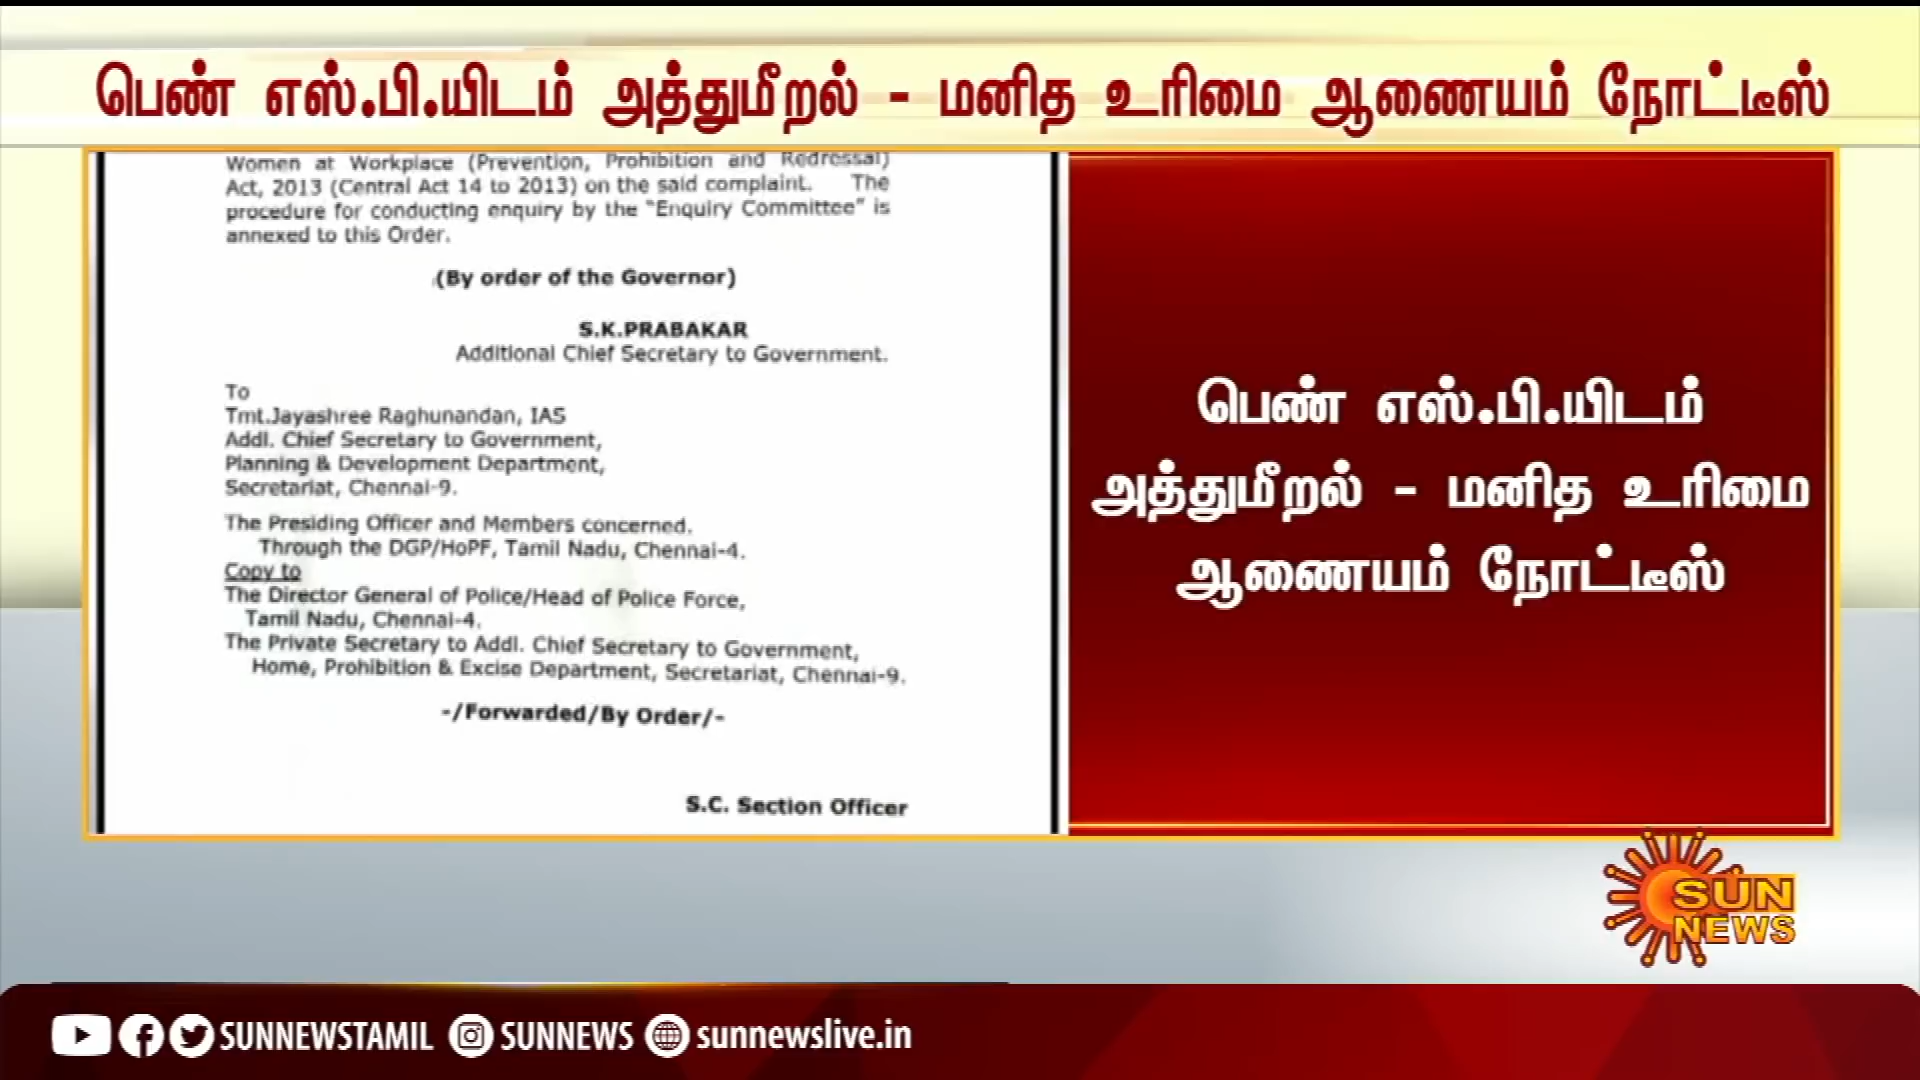 பெண் எஸ்.பி.யிடம் அத்துமீறல் - மனித உரிமை ஆணையம் நோட்டீஸ்
Women at Workplace (Prevention, Prohibition and Redressal)
Act, 2013 (Central Act 14 to 2013) on the said complaint. The
procedure for conducting enquiry by the "Enquiry Committee" is
annexed to this Order.
(By order of the Governor)
S.K.PRABAKAR
Additional Chief Secretary to Government.
To
Tmt.Jayashree Raghunandan, IAS
Addl. Chief Secretary to Government,
Planning & Development Department,
Secretariat, Chennai-9.
The Presiding Officer and Members concerned.
Through the DGP/HoPF, Tamil Nadu, Chennai-4.
Copy to
The Director General of Police/Head of Police Force,
Tamil Nadu, Chennai-4.
The Private Secretary to Addl. Chief Secretary to Government,
Home, Prohibition & Excise Department, Secretariat, Chennai-9.
-/Forwarded/By Order/-
S.C. Section Officer
பெண் எஸ்.பி.யிடம்
அத்துமீறல் - மனித உரிமை
ஆணையம் நோட்டீஸ்
SUN
NEWS
SUNNEWSTAMIL SUNNEWS sunnewslive.in